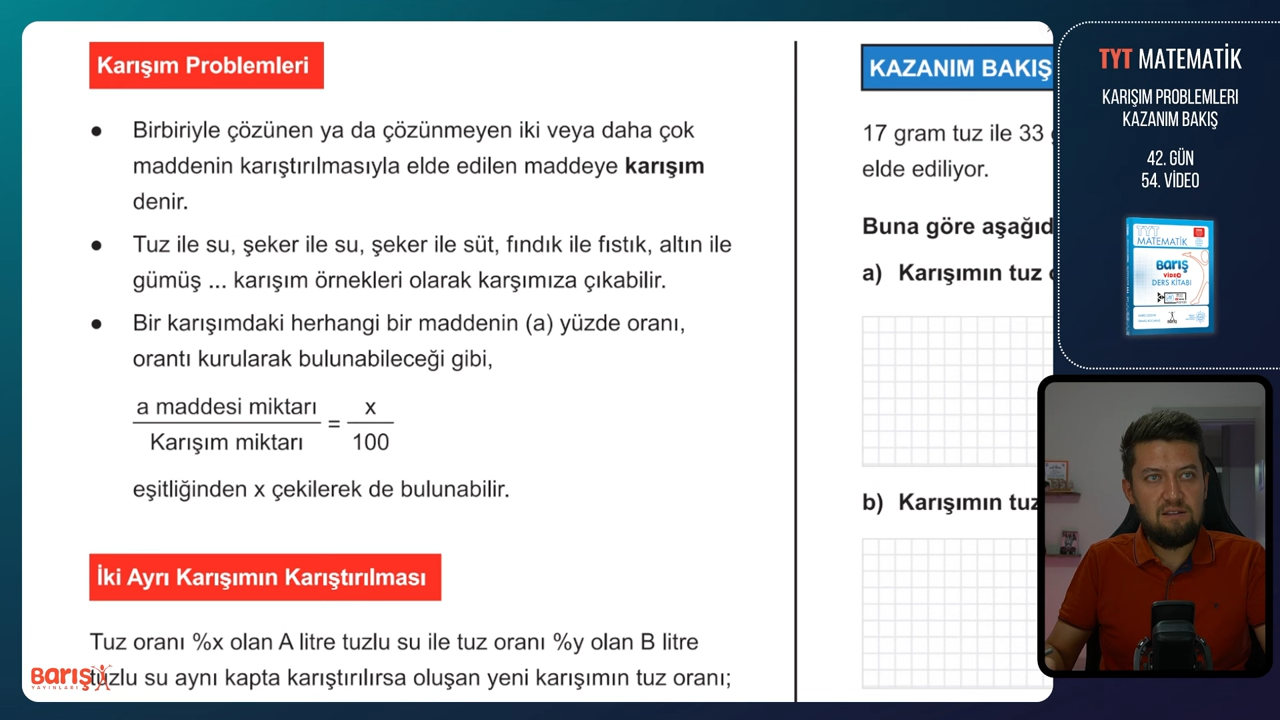 Karışım Problemleri
● Birbiriyle çözünen ya da çözünmeyen iki veya daha çok
maddenin karıştırılmasıyla elde edilen maddeye karışım
denir.
● Tuz ile su, şeker ile su, şeker ile süt, fındık ile fıstık, altın ile
gümüş ... karışım örnekleri olarak karşımıza çıkabilir.
● Bir karışımdaki herhangi bir maddenin (a) yüzde oranı,
orantı kurularak bulunabileceği gibi,
a maddesi miktarı / Karışım miktarı = x / 100
eşitliğinden x çekilerek de bulunabilir.
İki Ayrı Karışımın Karıştırılması
Tuz oranı %x olan A litre tuzlu su ile tuz oranı %y olan B litre
tuzlu su aynı kapta karıştırılırsa oluşan yeni karışımın tuz oranı;
BARIŞ
YAYINLARI
KAZANIM BAKIŞ
17 gram tuz ile 33
elde ediliyor.
Buna göre aşağıd
a) Karışımın tuz
b) Karışımın tuz
TYT MATEMATİK
KARIŞIM PROBLEMLERI
KAZANIM BAKIŞ
42. GÜN
54. VİDEO
TYT
MATEMATİK
BARIŞ
VİDEO
DERS KİTABI